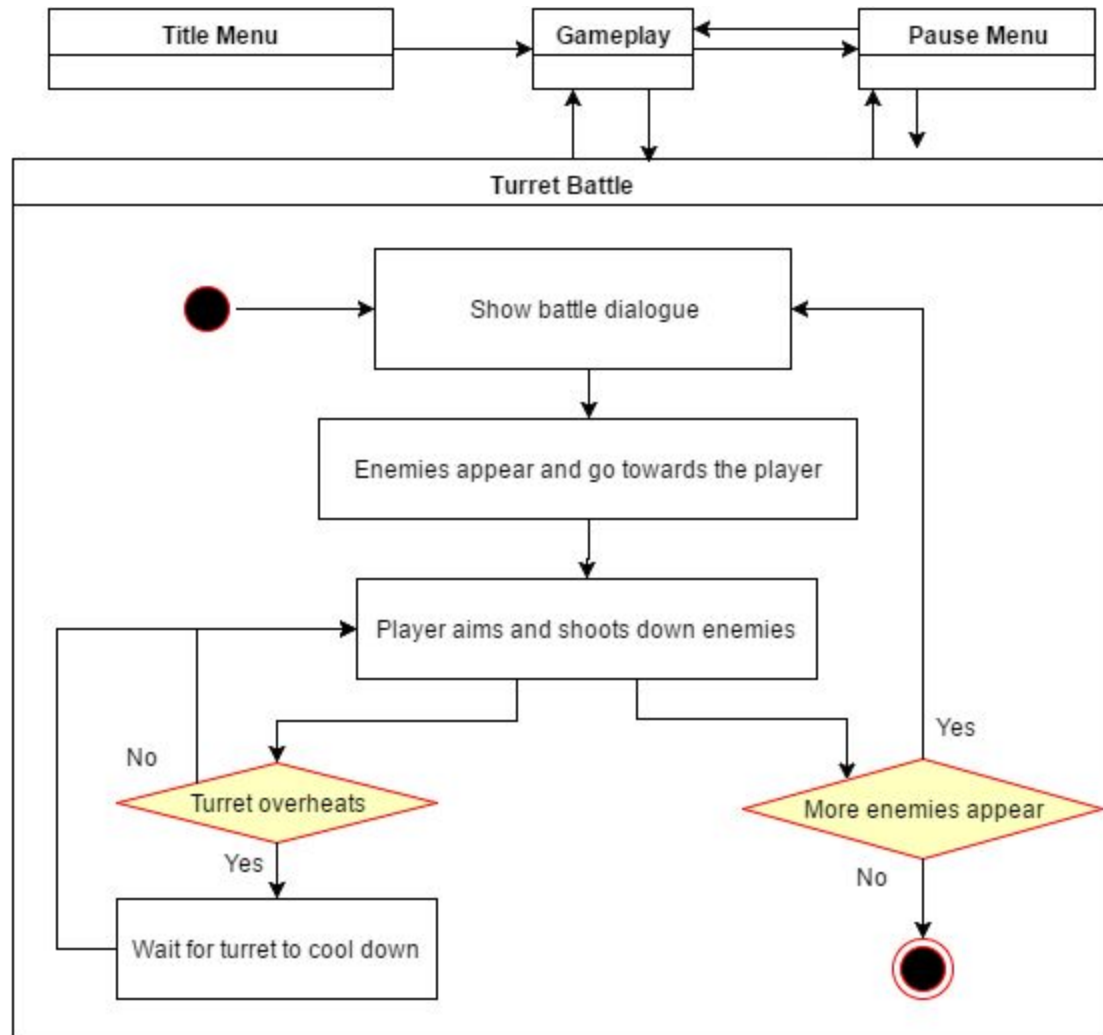 Title Menu
Gameplay
Pause Menu
Turret Battle
Show battle dialogue
Enemies appear and go towards the player
Player aims and shoots down enemies
No
Turret overheats
Yes
Wait for turret to cool down
Yes
More enemies appear
No